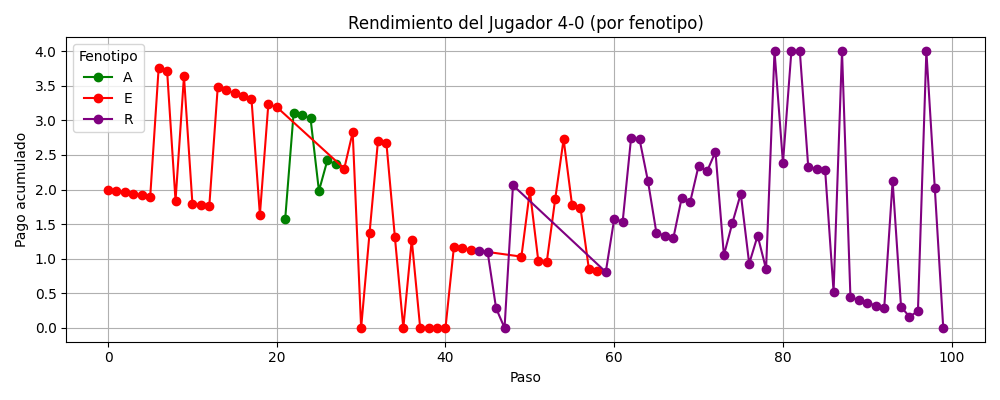 Rendimiento del Jugador 4-0 (por fenotipo)
Fenotipo
A
E
R
Pago acumulado
4.0
3.5
3.0
2.5
2.0
1.5
1.0
0.5
0.0
0 20 40 60 80 100
Paso